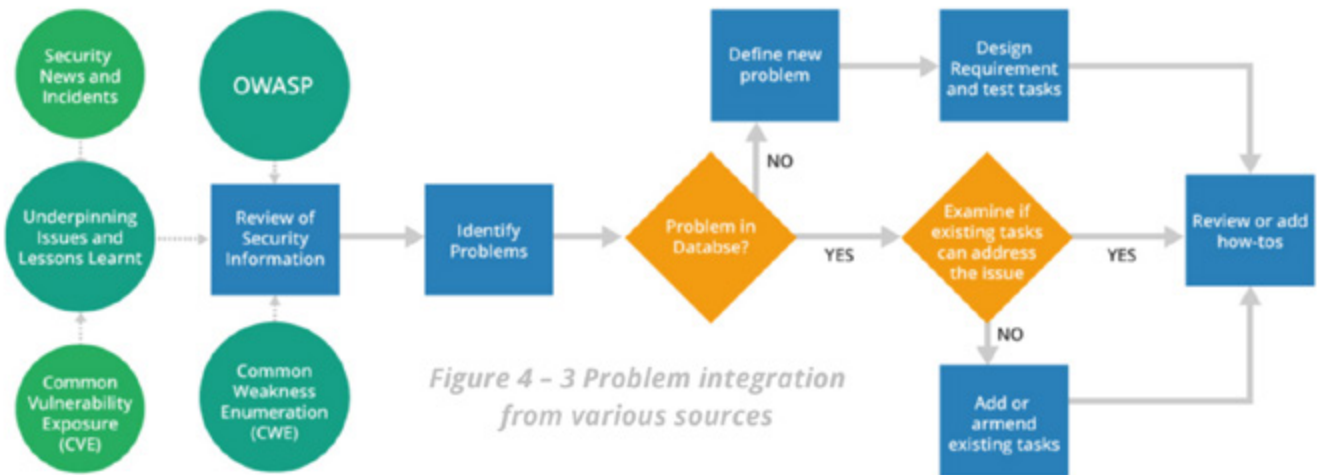 Security
News and
Incidents
OWASP
Define new
problem
Design
Requirement
and test tasks
NO
Underpinning
Issues and
Lessons Learnt
Review of
Security
Information
Identify
Problems
Problem in
Databse?
YES
Examine if
existing tasks
can address
the issue
YES
Review or add
how-tos
NO
Common
Vulnerability
Exposure
(CVE)
Common
Weakness
Enumeration
(CWE)
Figure 4 – 3 Problem integration
from various sources
Add or
armend
existing tasks